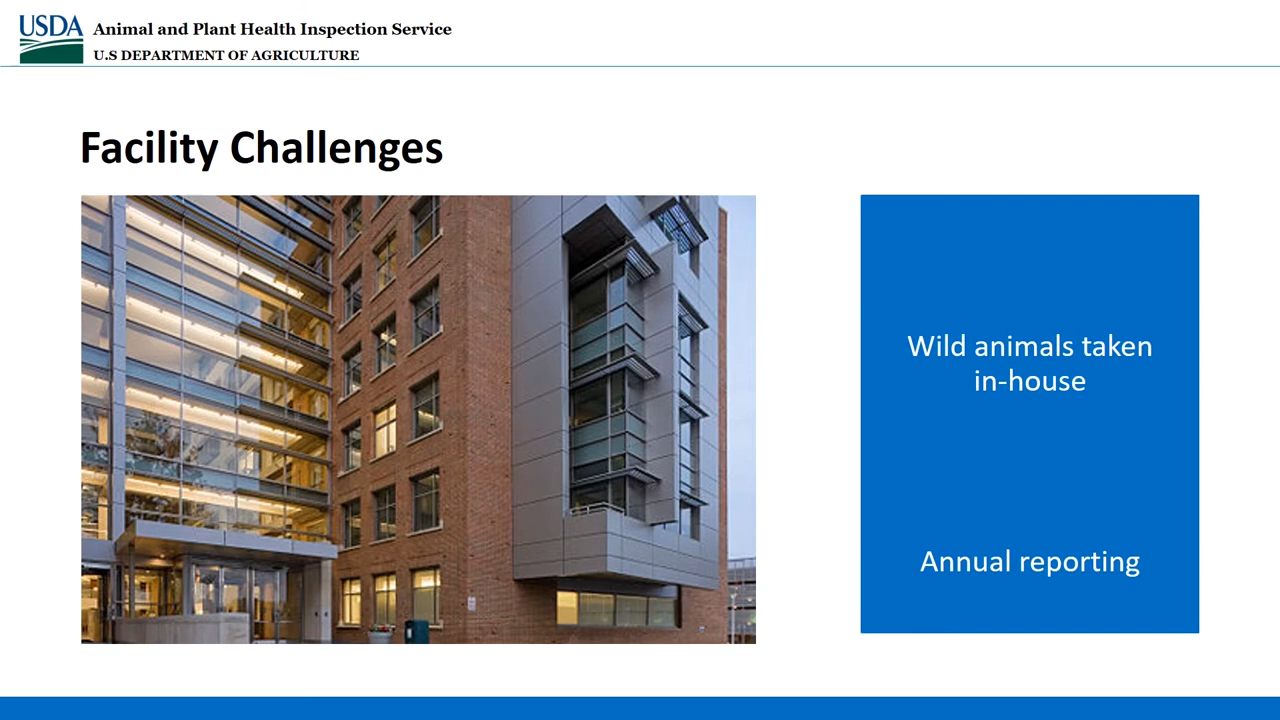 USDA
Animal and Plant Health Inspection Service
U.S DEPARTMENT OF AGRICULTURE
Facility Challenges
Wild animals taken
in-house
Annual reporting